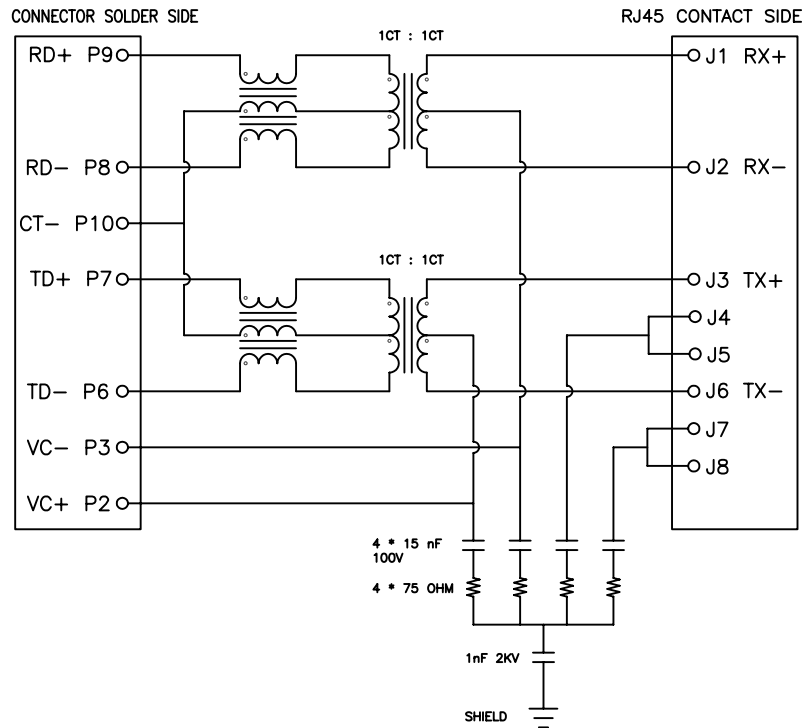 CONNECTOR SOLDER SIDE
RJ45 CONTACT SIDE
1CT : 1CT
RD+ P9
J1 RX+
RD- P8
J2 RX-
CT- P10
1CT : 1CT
TD+ P7
J3 TX+
J4
J5
TD- P6
J6 TX-
J7
VC- P3
J8
VC+ P2
4 * 15 nF
100V
4 * 75 OHM
1nF 2KV
SHIELD